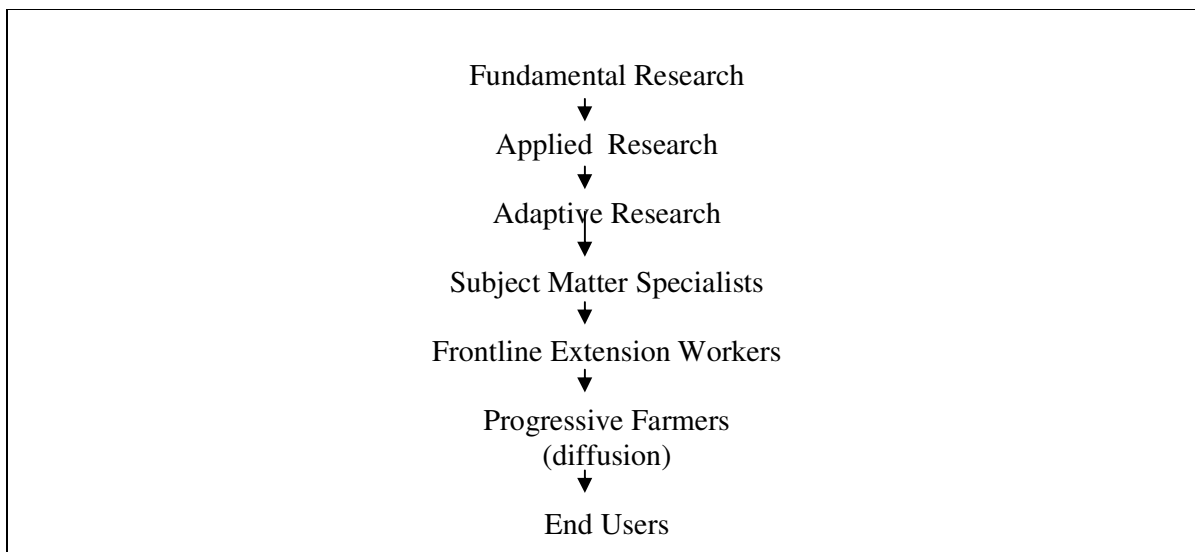 Fundamental Research
Applied Research
Adaptive Research
Subject Matter Specialists
Frontline Extension Workers
Progressive Farmers
(diffusion)
End Users